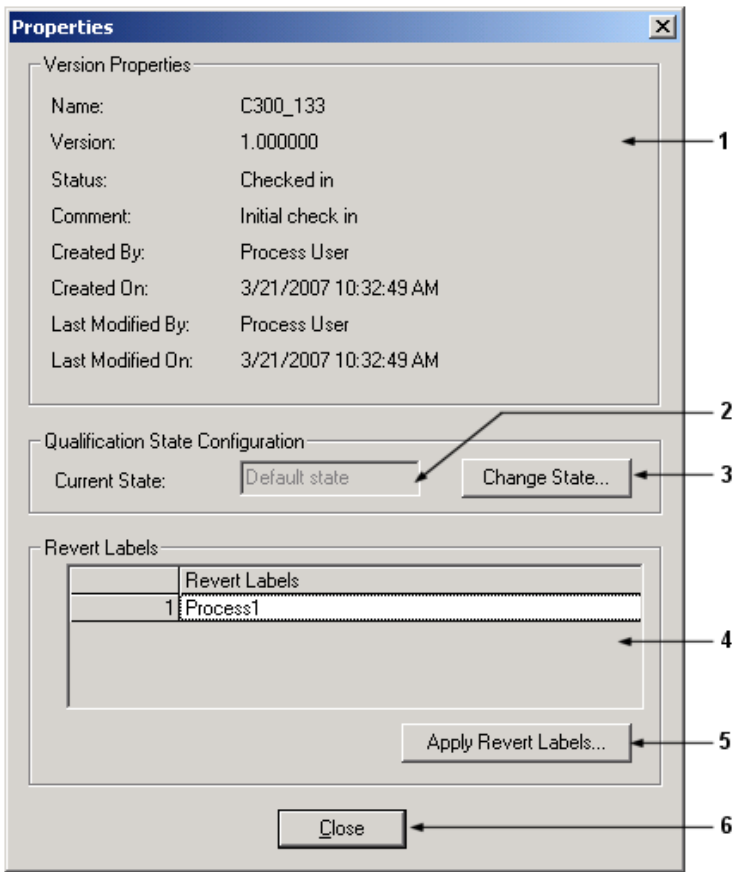 Properties
Version Properties
Name: C300_133
Version: 1.000000 1
Status: Checked in
Comment: Initial check in
Created By: Process User
Created On: 3/21/2007 10:32:49 AM
Last Modified By: Process User
Last Modified On: 3/21/2007 10:32:49 AM
2
Qualification State Configuration
Current State: Default state Change State... 3
Revert Labels
Revert Labels
1 Process1
4
Apply Revert Labels... 5
Close 6